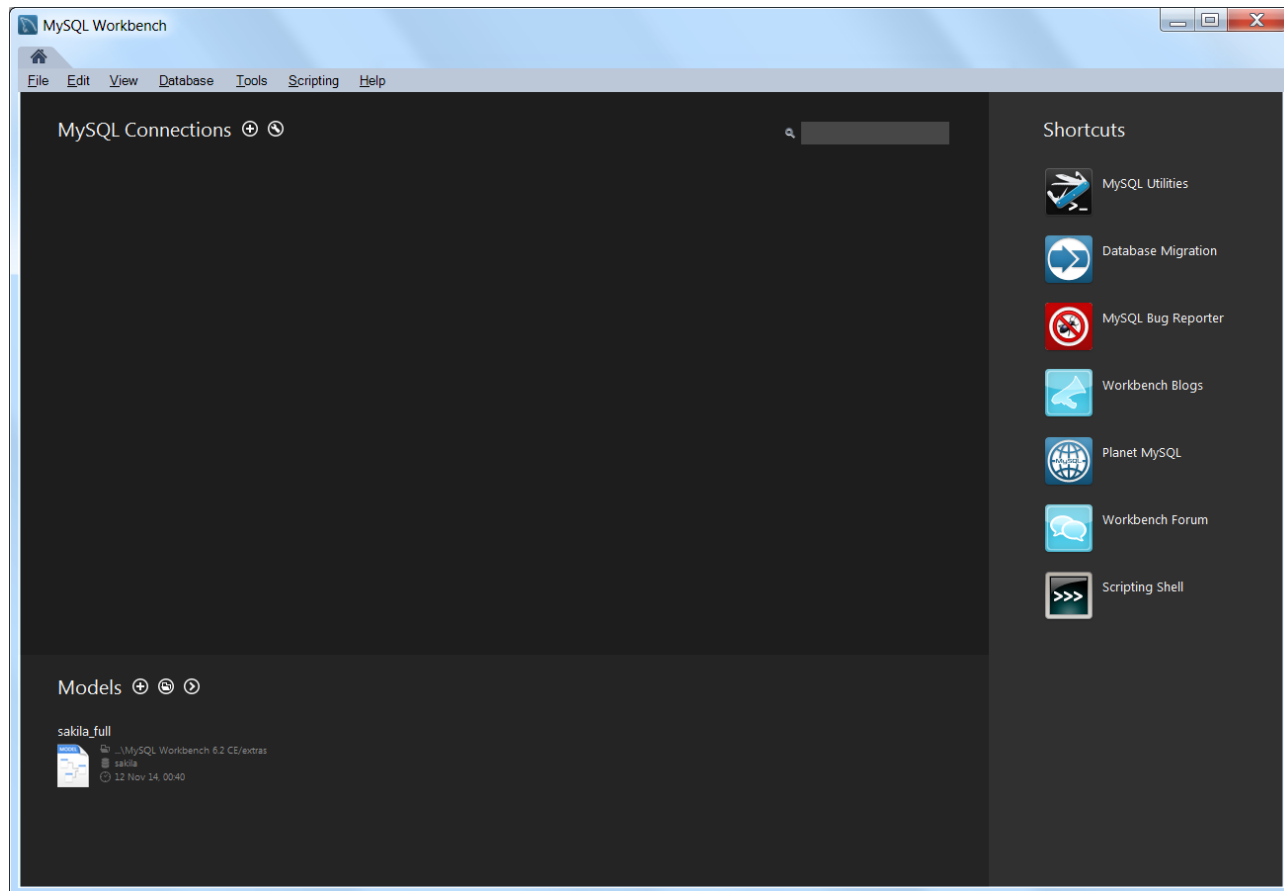 MySQL Workbench
File Edit View Database Tools Scripting Help
MySQL Connections
Shortcuts
MySQL Utilities
Database Migration
MySQL Bug Reporter
Workbench Blogs
MySQL
Planet MySQL
Workbench Forum
>>>
Scripting Shell
Models
sakila_full
MODEL
...\MySQL Workbench 6.2 CE/extras
sakila
12 Nov 14, 00:40